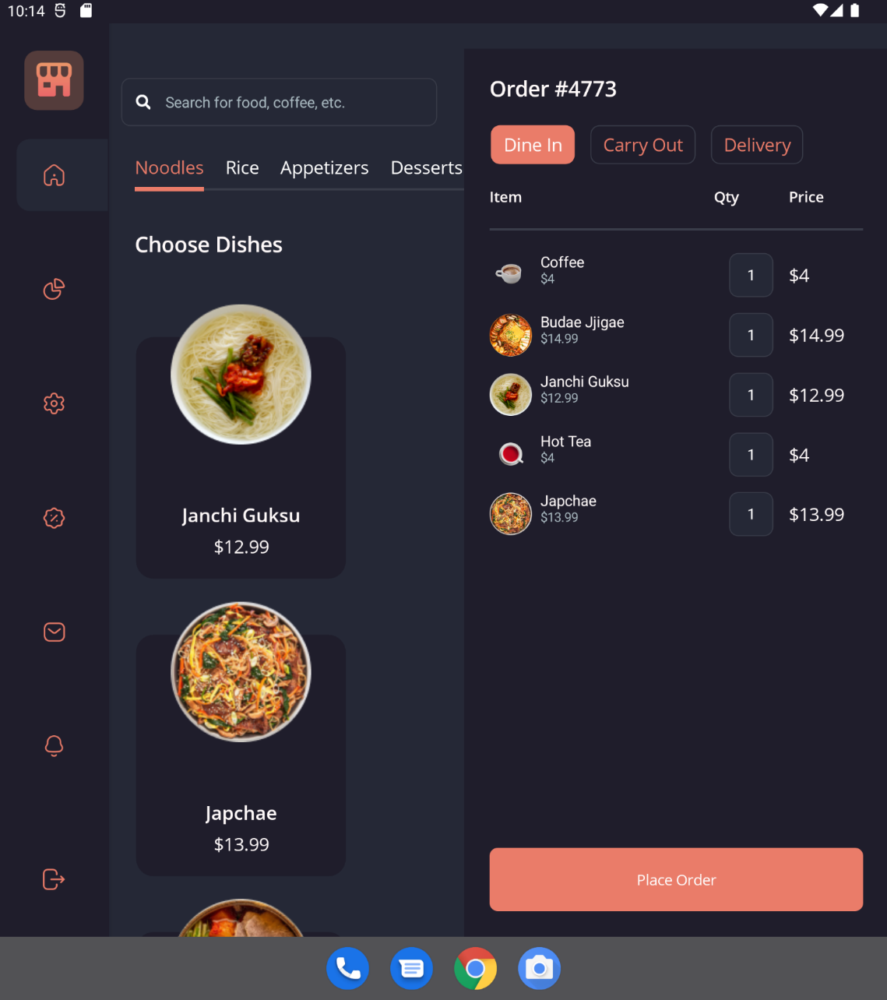 10:14
Search for food, coffee, etc.
Noodles Rice Appetizers Desserts
Choose Dishes
Janchi Guksu
$12.99
Japchae
$13.99
Order #4773
Dine In Carry Out Delivery
Item Qty Price
Coffee
$4
1 $4
Budae Jjigae
$14.99
1 $14.99
Janchi Guksu
$12.99
1 $12.99
Hot Tea
$4
1 $4
Japchae
$13.99
1 $13.99
Place Order